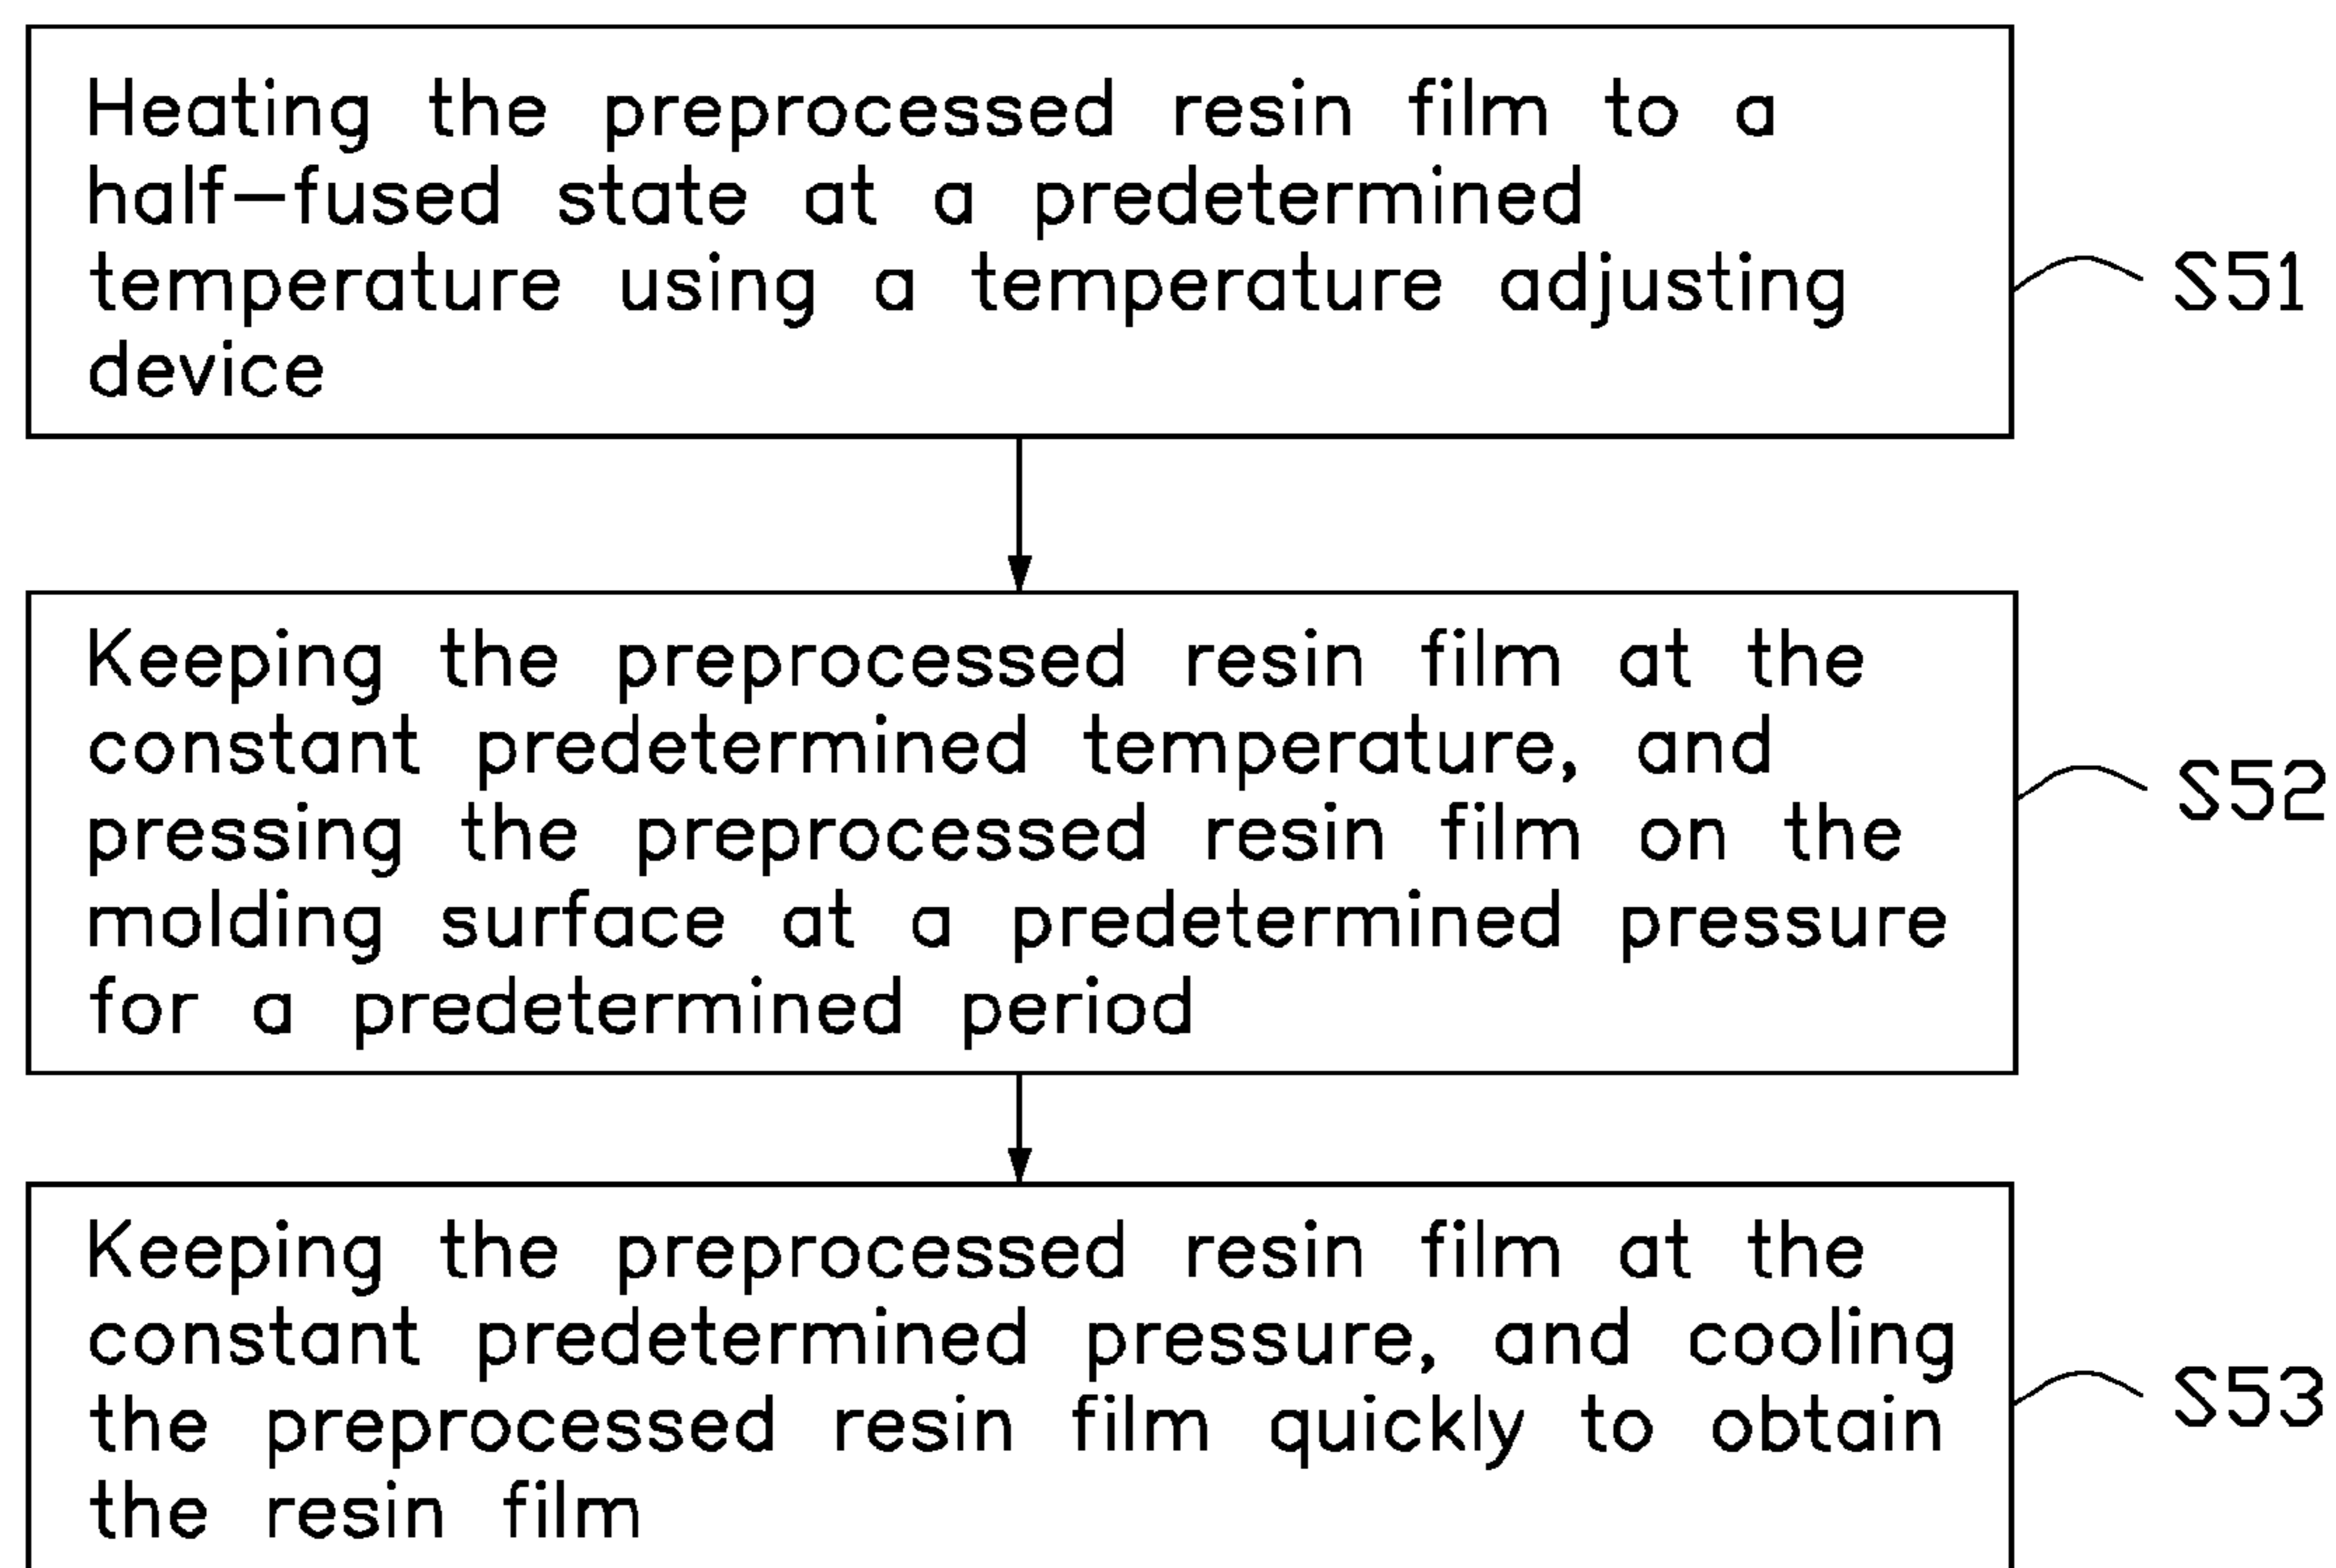 Heating the preprocessed resin film to a
half–fused state at a predetermined
temperature using a temperature adjusting
device
S51
Keeping the preprocessed resin film at the
constant predetermined temperature, and
pressing the preprocessed resin film on the
molding surface at a predetermined pressure
for a predetermined period
S52
Keeping the preprocessed resin film at the
constant predetermined pressure, and cooling
the preprocessed resin film quickly to obtain
the resin film
S53